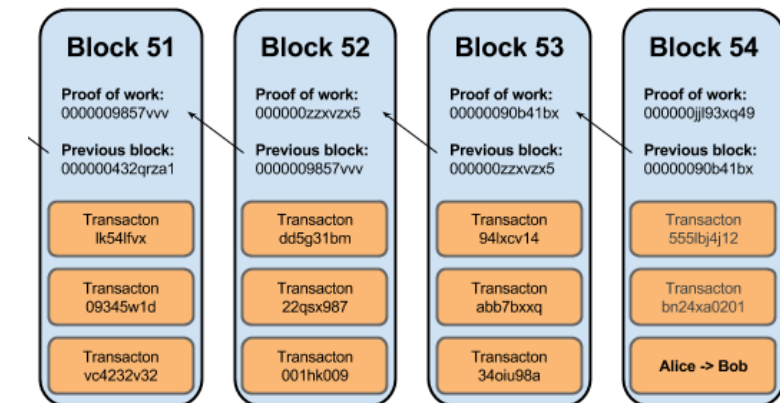 Block 51
Proof of work:
0000009857vvv
Previous block:
000000432qrza1
Transacton
lk54lfvx
Transacton
09345w1d
Transacton
vc4232v32
Block 52
Proof of work:
000000zzxvzx5
Previous block:
0000009857vvv
Transacton
dd5g31bm
Transacton
22qsx987
Transacton
001hk009
Block 53
Proof of work:
00000090b41bx
Previous block:
000000zzxvzx5
Transacton
94lxcv14
Transacton
abb7bxxq
Transacton
34oiu98a
Block 54
Proof of work:
000000jjl93xq49
Previous block:
00000090b41bx
Transacton
555lbj4j12
Transacton
bn24xa0201
Alice -> Bob